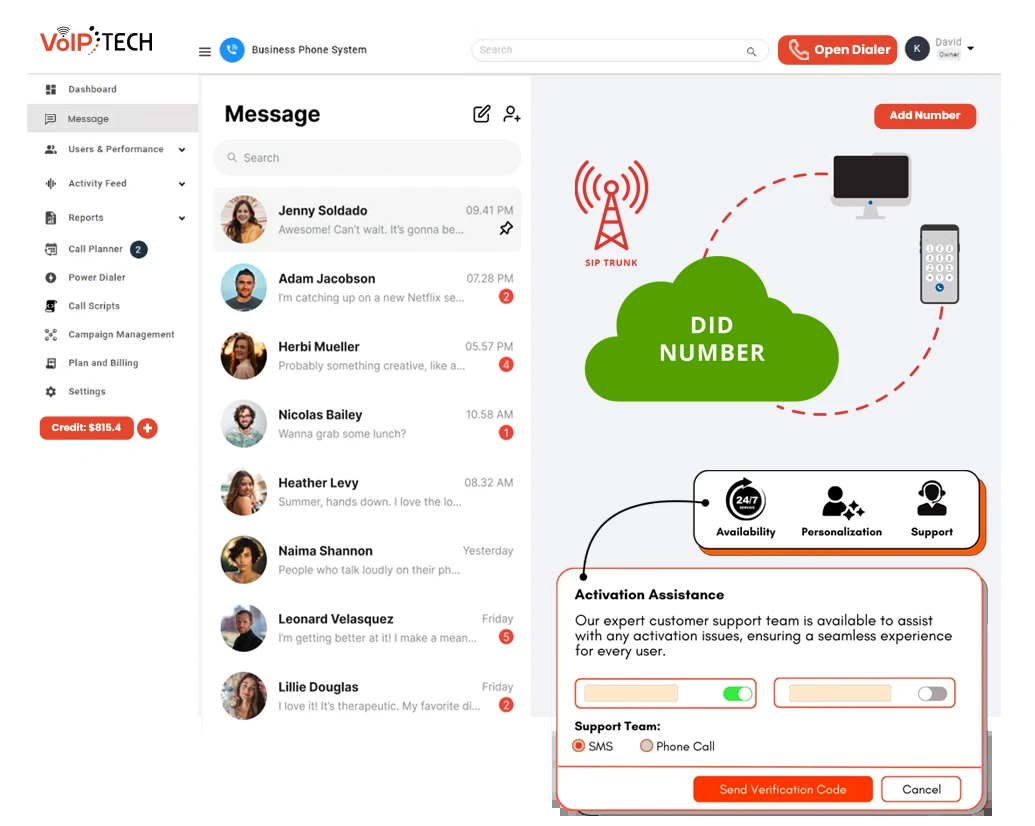 VoIP TECH
Business Phone System
Search
Open Dialer
K
David
Owner
Dashboard
Message
Users & Performance
Activity Feed
Reports
Call Planner 2
Power Dialer
Call Scripts
Campaign Management
Plan and Billing
Settings
Credit: $815.4
Message
Search
Jenny Soldado 09.41 PM
Awesome! Can't wait. It's gonna be...
Adam Jacobson 07.28 PM
I'm catching up on a new Netflix se... 2
Herbi Mueller 05.57 PM
Probably something creative, like a... 4
Nicolas Bailey 10.58 AM
Wanna grab some lunch? 1
Heather Levy 08.32 AM
Summer, hands down. I love the lo...
Naima Shannon Yesterday
People who talk loudly on their ph...
Leonard Velasquez Friday
I'm getting better at it! I make a mean... 5
Lillie Douglas Friday
I love it! It's therapeutic. My favorite di... 2
Add Number
SIP TRUNK
DID
NUMBER
24/7
SERVICE
Availability
Personalization
Support
Activation Assistance
Our expert customer support team is available to assist
with any activation issues, ensuring a seamless experience
for every user.
Support Team:
SMS Phone Call
Send Verification Code
Cancel